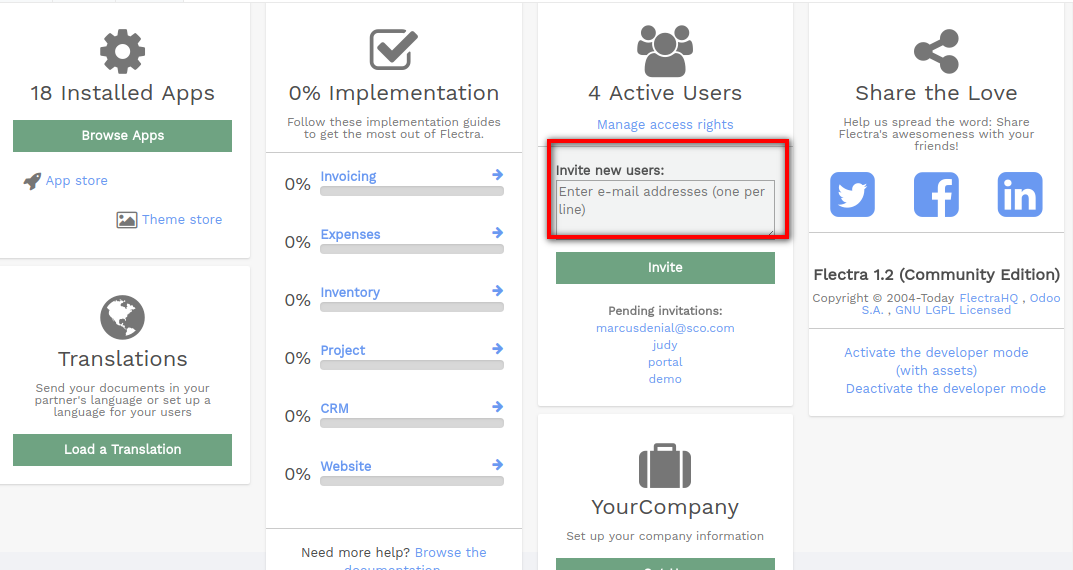 18 Installed Apps
Browse Apps
App store
Theme store
Translations
Send your documents in your
partner's language or set up a
language for your users
Load a Translation
0% Implementation
Follow these implementation guides
to get the most out of Flectra.
0% Invoicing
0% Expenses
0% Inventory
0% Project
0% CRM
0% Website
Need more help? Browse the
documentation
4 Active Users
Manage access rights
Invite new users:
Enter e-mail addresses (one per
line)
Invite
Pending invitations:
marcusdenial@sco.com
judy
portal
demo
YourCompany
Set up your company information
Share the Love
Help us spread the word: Share
Flectra's awesomeness with your
friends!
Flectra 1.2 (Community Edition)
Copyright © 2004-Today FlectraHQ , Odoo
S.A. , GNU LGPL Licensed
Activate the developer mode
(with assets)
Deactivate the developer mode